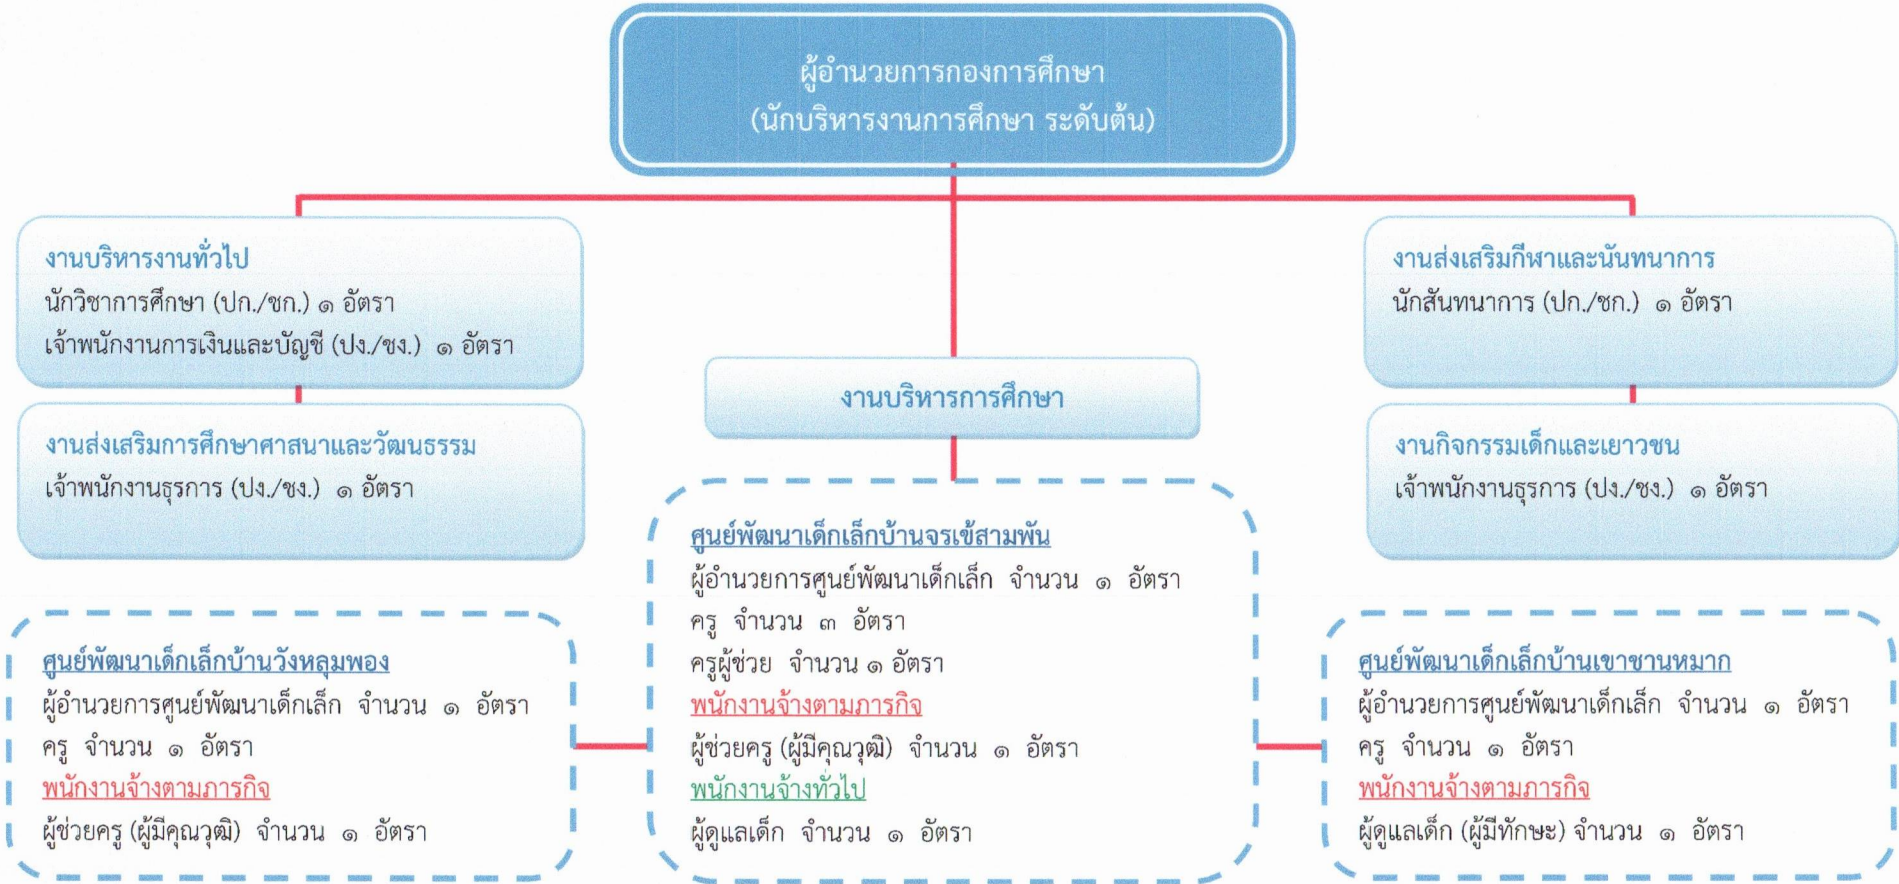 ผู้อำนวยการกองการศึกษา
(นักบริหารงานการศึกษา ระดับต้น)
งานบริหารงานทั่วไป
นักวิชาการศึกษา (ปก./ชก.) ๑ อัตรา
เจ้าพนักงานการเงินและบัญชี (ปง./ชง.) ๑ อัตรา
งานส่งเสริมการศึกษาศาสนาและวัฒนธรรม
เจ้าพนักงานธุรการ (ปง./ชง.) ๑ อัตรา
งานบริหารการศึกษา
งานส่งเสริมกีฬาและนันทนาการ
นักสันทนาการ (ปก./ชก.) ๑ อัตรา
งานกิจกรรมเด็กและเยาวชน
เจ้าพนักงานธุรการ (ปง./ชง.) ๑ อัตรา
ศูนย์พัฒนาเด็กเล็กบ้านวังหลุมพอง
ผู้อำนวยการศูนย์พัฒนาเด็กเล็ก จำนวน ๑ อัตรา
ครู จำนวน ๑ อัตรา
พนักงานจ้างตามภารกิจ
ผู้ช่วยครู (ผู้มีคุณวุฒิ) จำนวน ๑ อัตรา
ศูนย์พัฒนาเด็กเล็กบ้านจรเข้สามพัน
ผู้อำนวยการศูนย์พัฒนาเด็กเล็ก จำนวน ๑ อัตรา
ครู จำนวน ๓ อัตรา
ครูผู้ช่วย จำนวน ๑ อัตรา
พนักงานจ้างตามภารกิจ
ผู้ช่วยครู (ผู้มีคุณวุฒิ) จำนวน ๑ อัตรา
พนักงานจ้างทั่วไป
ผู้ดูแลเด็ก จำนวน ๑ อัตรา
ศูนย์พัฒนาเด็กเล็กบ้านเขาชานหมาก
ผู้อำนวยการศูนย์พัฒนาเด็กเล็ก จำนวน ๑ อัตรา
ครู จำนวน ๑ อัตรา
พนักงานจ้างตามภารกิจ
ผู้ดูแลเด็ก (ผู้มีทักษะ) จำนวน ๑ อัตรา